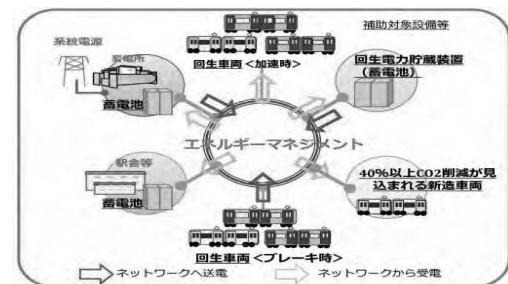 補助対象設備等
系統電源
変電所
蓄電池
回生車両<加速時>
回生電力貯蔵装置
(蓄電池)
エネルギーマネジメント
駅舎等
蓄電池
40%以上CO2削減が見
込まれる新造車両
回生車両<ブレーキ時>
ネットワークへ送電
ネットワークから受電